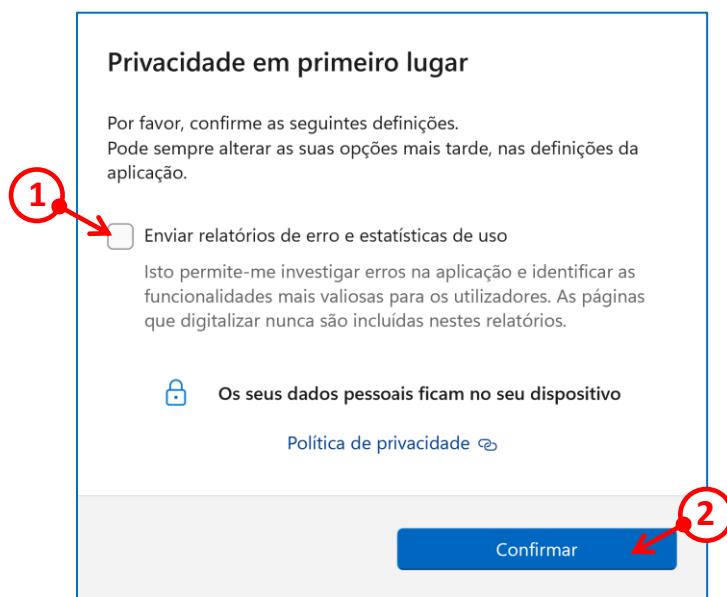 Privacidade em primeiro lugar
Por favor, confirme as seguintes definições.
Pode sempre alterar as suas opções mais tarde, nas definições da
aplicação.
1
Enviar relatórios de erro e estatísticas de uso
Isto permite-me investigar erros na aplicação e identificar as
funcionalidades mais valiosas para os utilizadores. As páginas
que digitalizar nunca são incluídas nestes relatórios.
Os seus dados pessoais ficam no seu dispositivo
Política de privacidade
2
Confirmar